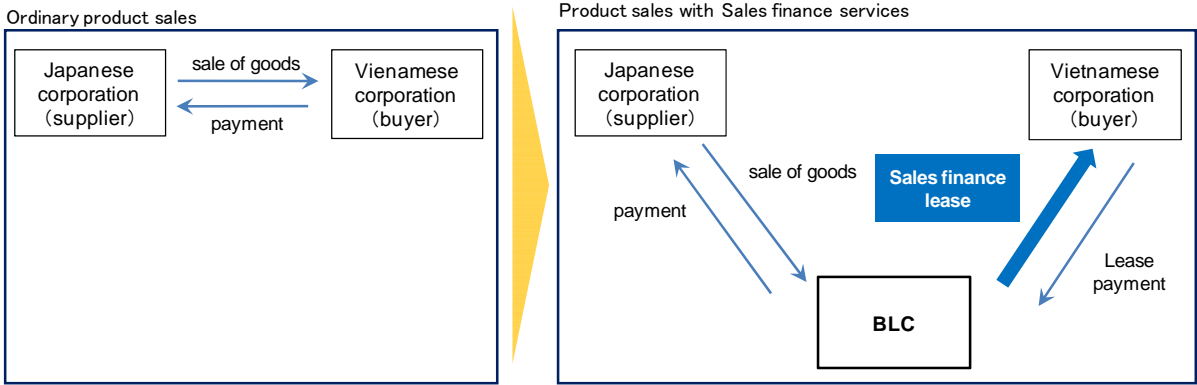 Ordinary product sales
Japanese
corporation
（supplier）
sale of goods
payment
Vienamese
corporation
（buyer）
Product sales with Sales finance services
Japanese
corporation
（supplier）
Vietnamese
corporation
（buyer）
sale of goods
payment
Sales finance
lease
Lease
payment
BLC